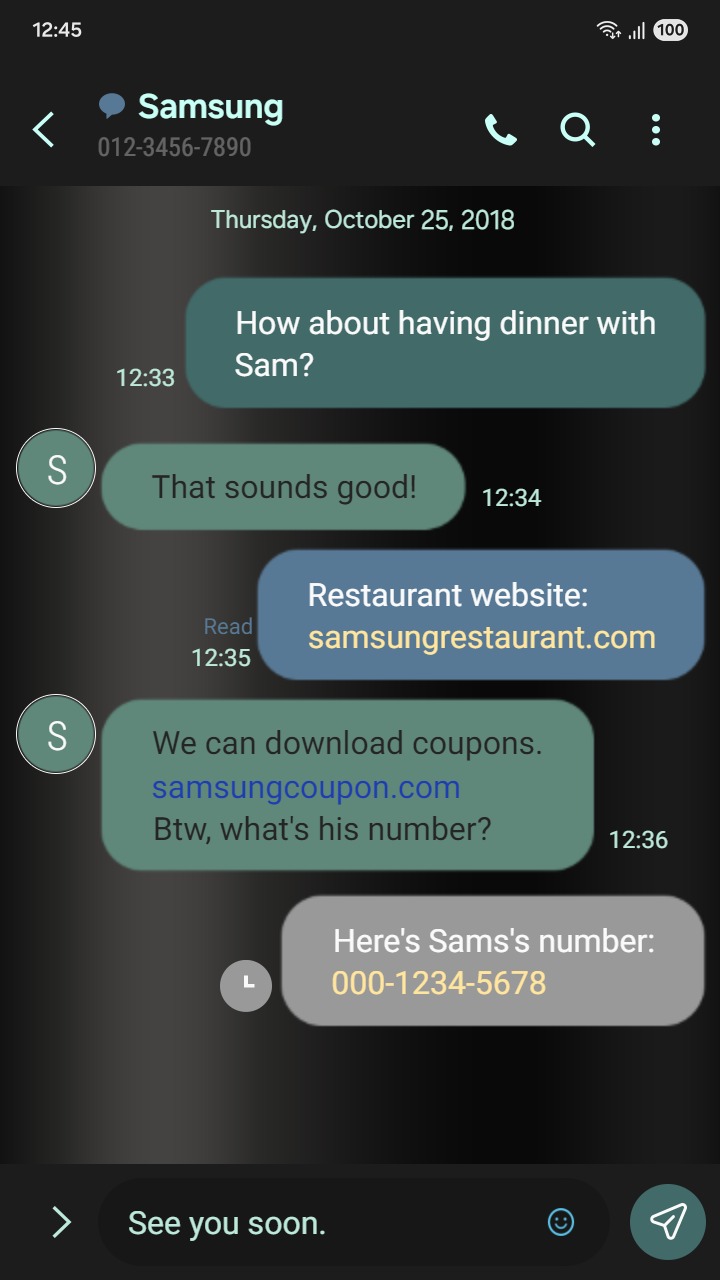 12:45
100
Samsung
012-3456-7890
Thursday, October 25, 2018
How about having dinner with
Sam?
12:33
S
That sounds good!
12:34
Restaurant website:
samsungrestaurant.com
Read
12:35
S
We can download coupons.
samsungcoupon.com
Btw, what's his number?
12:36
Here's Sams's number:
000-1234-5678
See you soon.